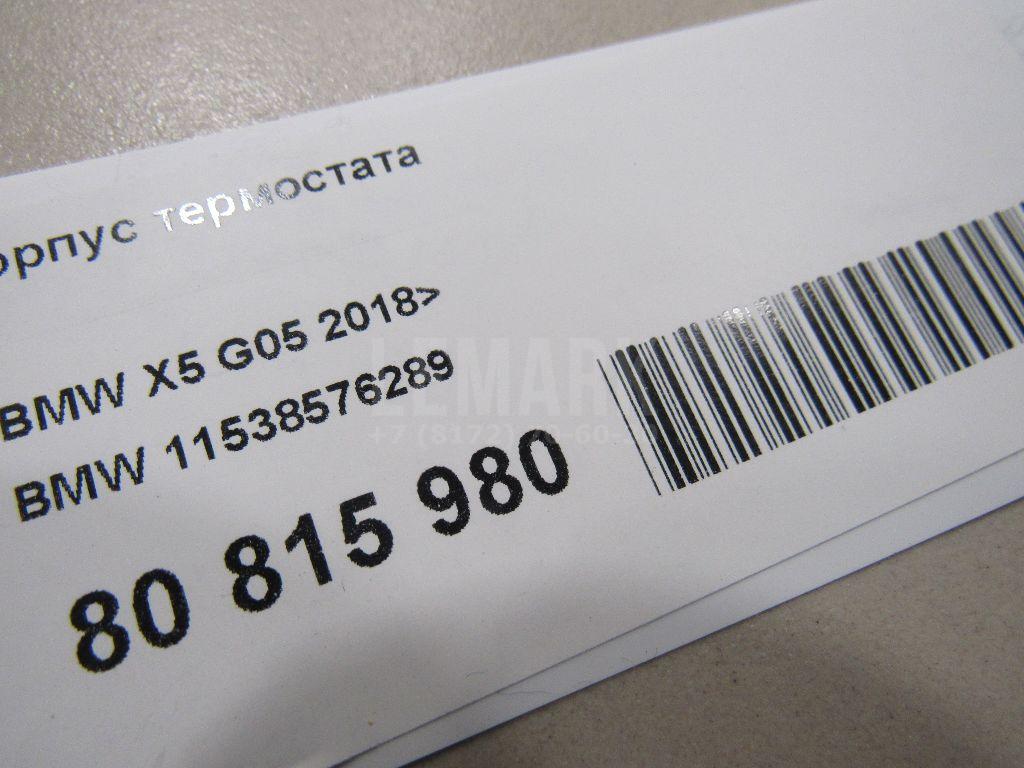 орпус термостата
BMW X5 G05 2018>
BMW 11538576289
80 815 980